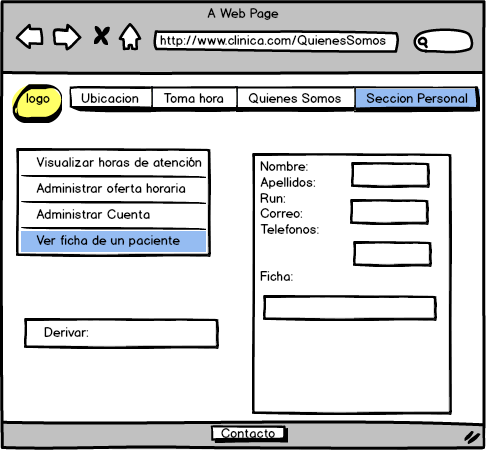 A Web Page
http://www.clinica.com/QuienesSomos
logo
Ubicacion Toma hora Quienes Somos Seccion Personal
Visualizar horas de atención
Administrar oferta horaria
Administrar Cuenta
Ver ficha de un paciente
Nombre:
Apellidos:
Run:
Correo:
Telefonos:
Ficha:
Derivar:
Contacto